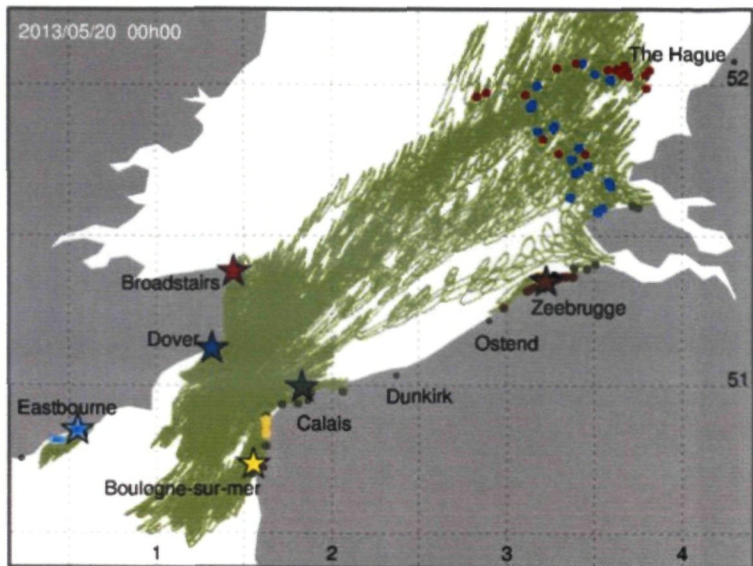 2013/05/20 00h00
The Hague
52
Broadstairs
Zeebrugge
Dover
Ostend
51
Dunkirk
Eastbourne
Calais
Boulogne-sur-mer
1 2 3 4